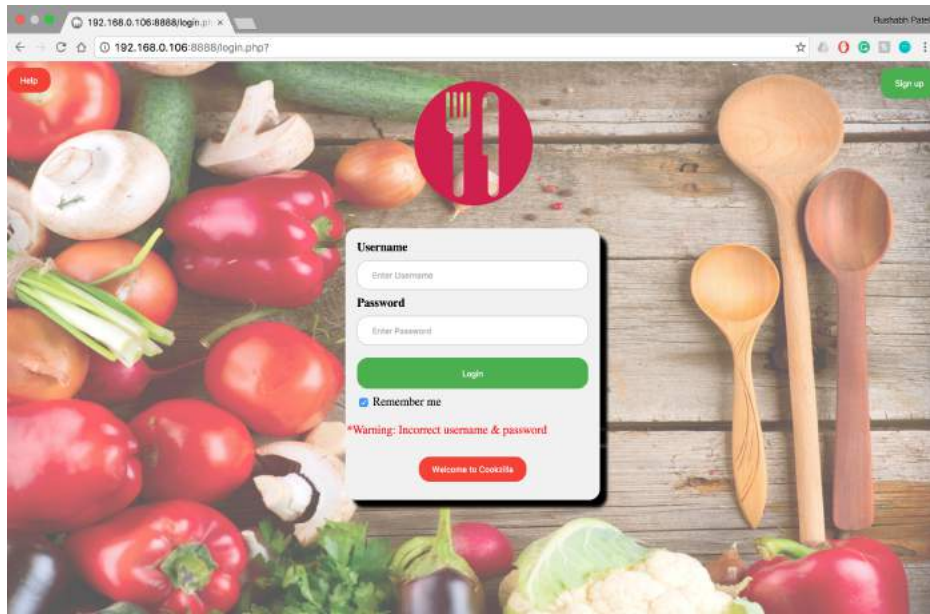 192.168.0.106:8888/login.ph
Rushabh Patel
192.168.0.106:8888/login.php?
Help
Sign up
Username
Enter Username
Password
Enter Password
Login
Remember me
*Warning: Incorrect username & password
Welcome to Cookzilla